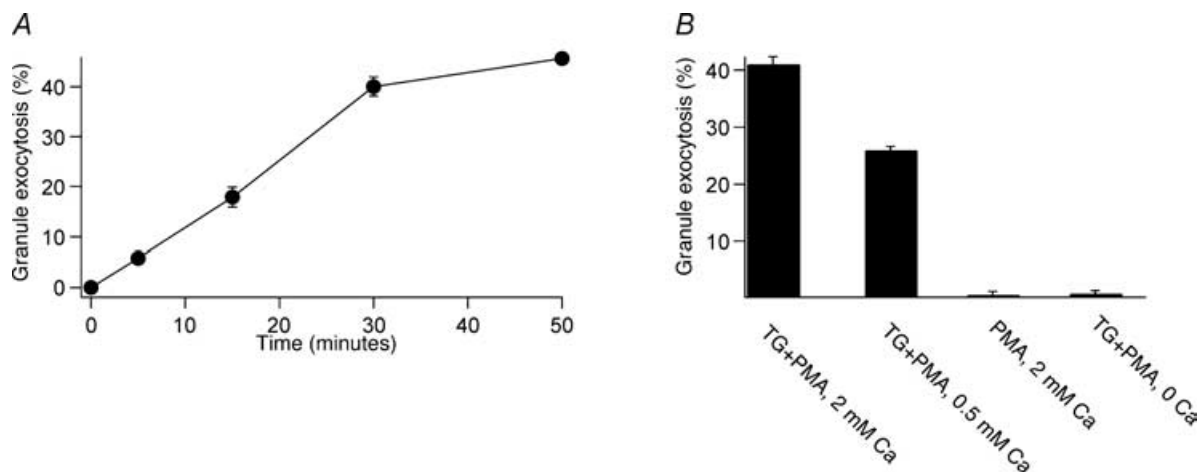 A
Granule exocytosis (%)
40
30
20
10
0
0 10 20 30 40 50
Time (minutes)
B
Granule exocytosis (%)
40
30
20
10
TG+PMA, 2 mM Ca
TG+PMA, 0.5 mM Ca
PMA, 2 mM Ca
TG+PMA, 0 Ca